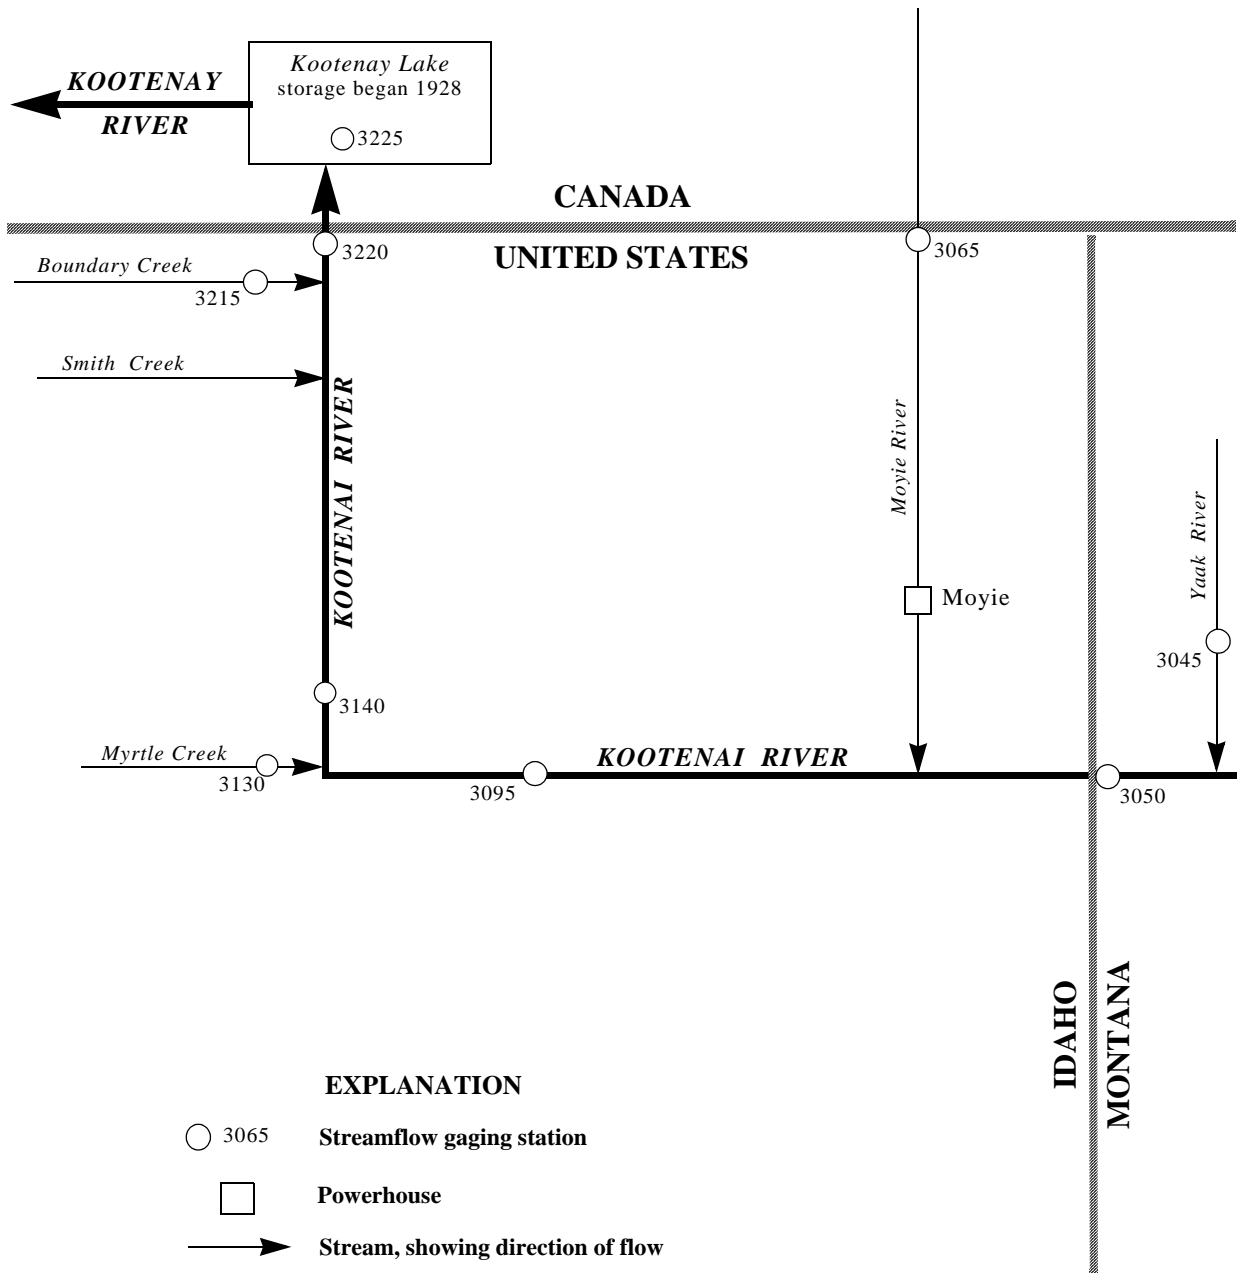 Kootenay Lake
storage began 1928
3225
KOOTENAY
RIVER
CANADA
UNITED STATES
3220
3065
Boundary Creek
3215
Smith Creek
KOOTENAI RIVER
Moyie River
Yaak River
Moyie
3045
3140
Myrtle Creek
3130
KOOTENAI RIVER
3095
3050
IDAHO
MONTANA
EXPLANATION
3065 Streamflow gaging station
Powerhouse
Stream, showing direction of flow